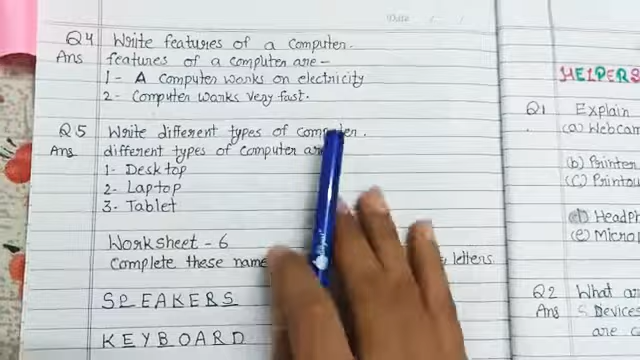 Date / /
Q4 Write features of a computer.
Ans features of a computer are -
1- A Computer works on electricity
2- Computer works very fast.
Q5 Write different types of computer.
Ans different types of computer are
1- Desktop
2- Laptop
3- Tablet
Worksheet - 6
Complete these name letters
SPEAKERS
KEYBOARD
HELPERS
Q1 Explain
(a) Webcam
(b) Printer
(c) Printou
(d) Headph
(e) Microp
Q2 What ar
Ans Devices
are c